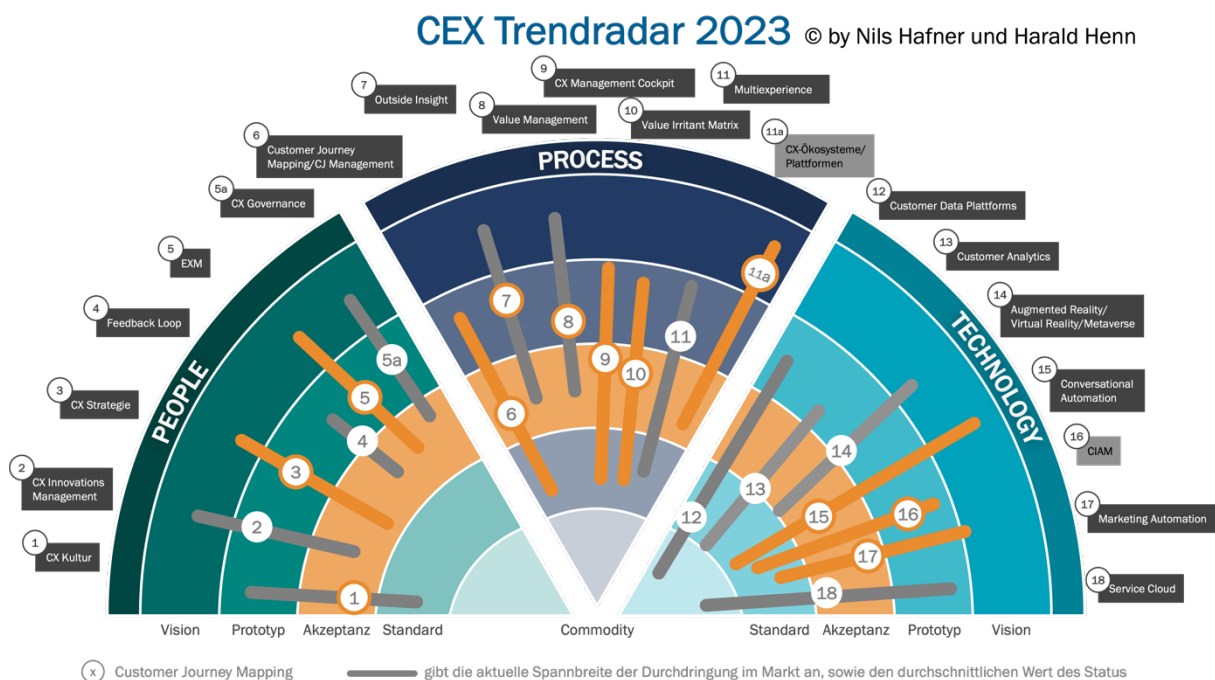 CEX Trendradar 2023 © by Nils Hafner und Harald Henn
9
CX Management Cockpit
11
Multiexperience
7
Outside Insight
8
Value Management
10
Value Irritant Matrix
11a
CX-Ökosysteme/
Plattformen
6
Customer Journey
Mapping/CJ Management
5a
CX Governance
5
EXM
4
Feedback Loop
3
CX Strategie
2
CX Innovations
Management
1
CX Kultur
12
Customer Data Plattforms
13
Customer Analytics
14
Augmented Reality/
Virtual Reality/Metaverse
15
Conversational
Automation
16
CIAM
17
Marketing Automation
18
Service Cloud
PEOPLE
PROCESS
TECHNOLOGY
1
2
3
4
5
5a
6
7
8
9
10
11
11a
12
13
14
15
16
17
18
Vision Prototyp Akzeptanz Standard Commodity Standard Akzeptanz Prototyp Vision
x Customer Journey Mapping gibt die aktuelle Spannbreite der Durchdringung im Markt an, sowie den durchschnittlichen Wert des Status